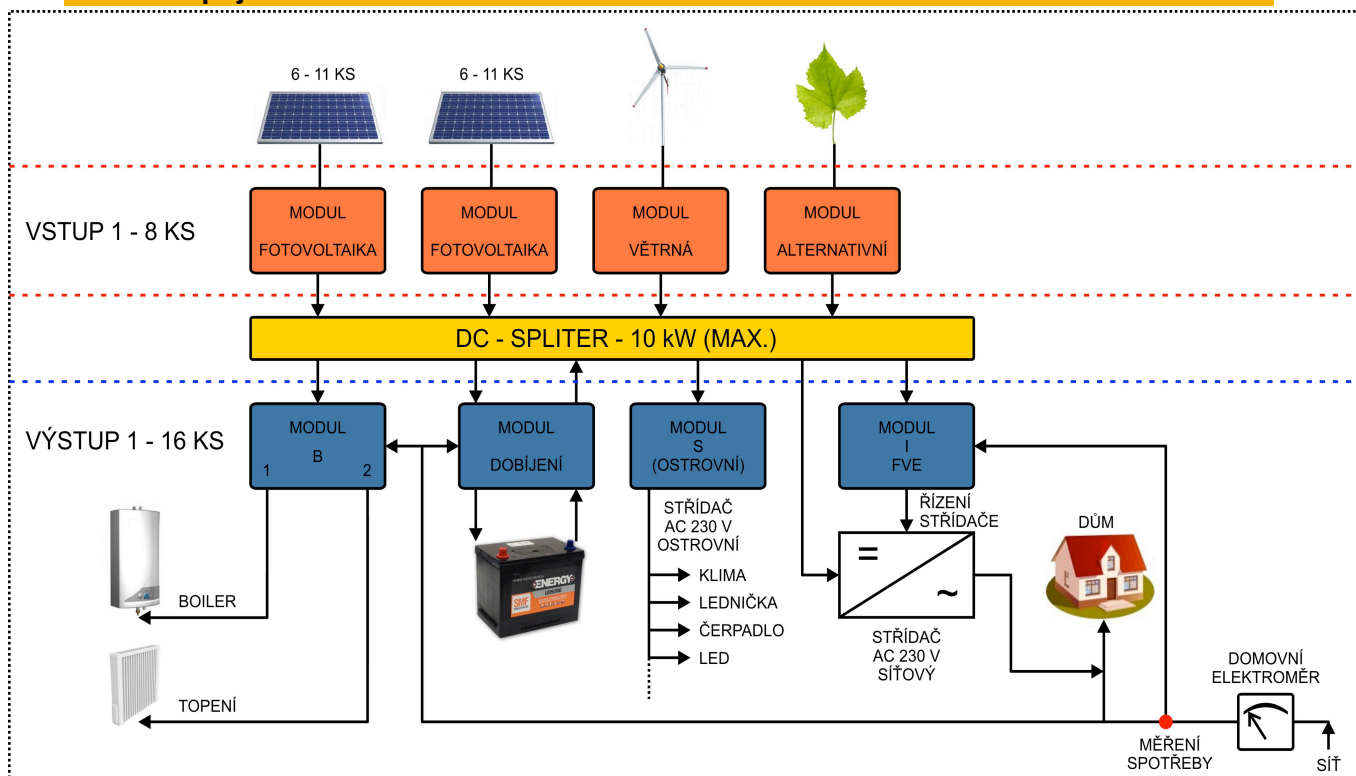 6 - 11 KS
6 - 11 KS
VSTUP 1 - 8 KS
MODUL
FOTOVOLTAIKA
MODUL
FOTOVOLTAIKA
MODUL
VĚTRNÁ
MODUL
ALTERNATIVNÍ
DC - SPLITER - 10 kW (MAX.)
VÝSTUP 1 - 16 KS
MODUL
B
1
2
MODUL
DOBÍJENÍ
MODUL
S
(OSTROVNÍ)
MODUL
I
FVE
STŘÍDAČ
AC 230 V
OSTROVNÍ
KLIMA
LEDNIČKA
ČERPADLO
LED
ŘÍZENÍ
STŘÍDAČE
=
~
STŘÍDAČ
AC 230 V
SÍŤOVÝ
DŮM
BOILER
TOPENÍ
ENERGY
LEISURE
SMF
DOMOVNÍ
ELEKTROMĚR
MĚŘENÍ
SPOTŘEBY
SÍŤ